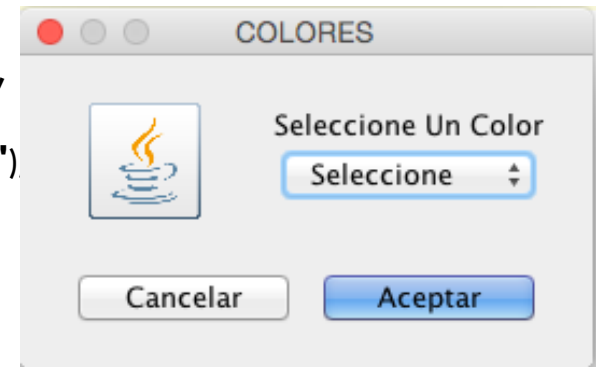 COLORES
Seleccione Un Color
")
Seleccione
Cancelar
Aceptar